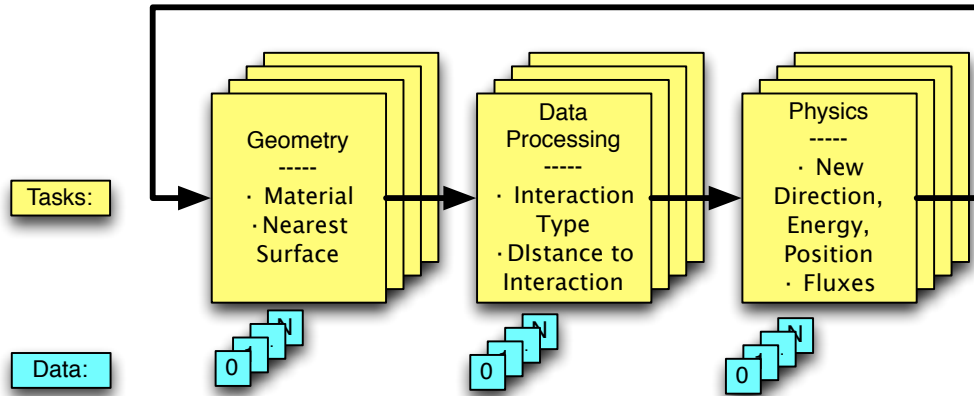 Geometry
-----
· Material
· Nearest
Surface
Data
Processing
-----
· Interaction
Type
· DIstance to
Interaction
Physics
-----
· New
Direction,
Energy,
Position
· Fluxes
Tasks:
Data:
0
1
.
N
0
1
.
N
0
1
.
N